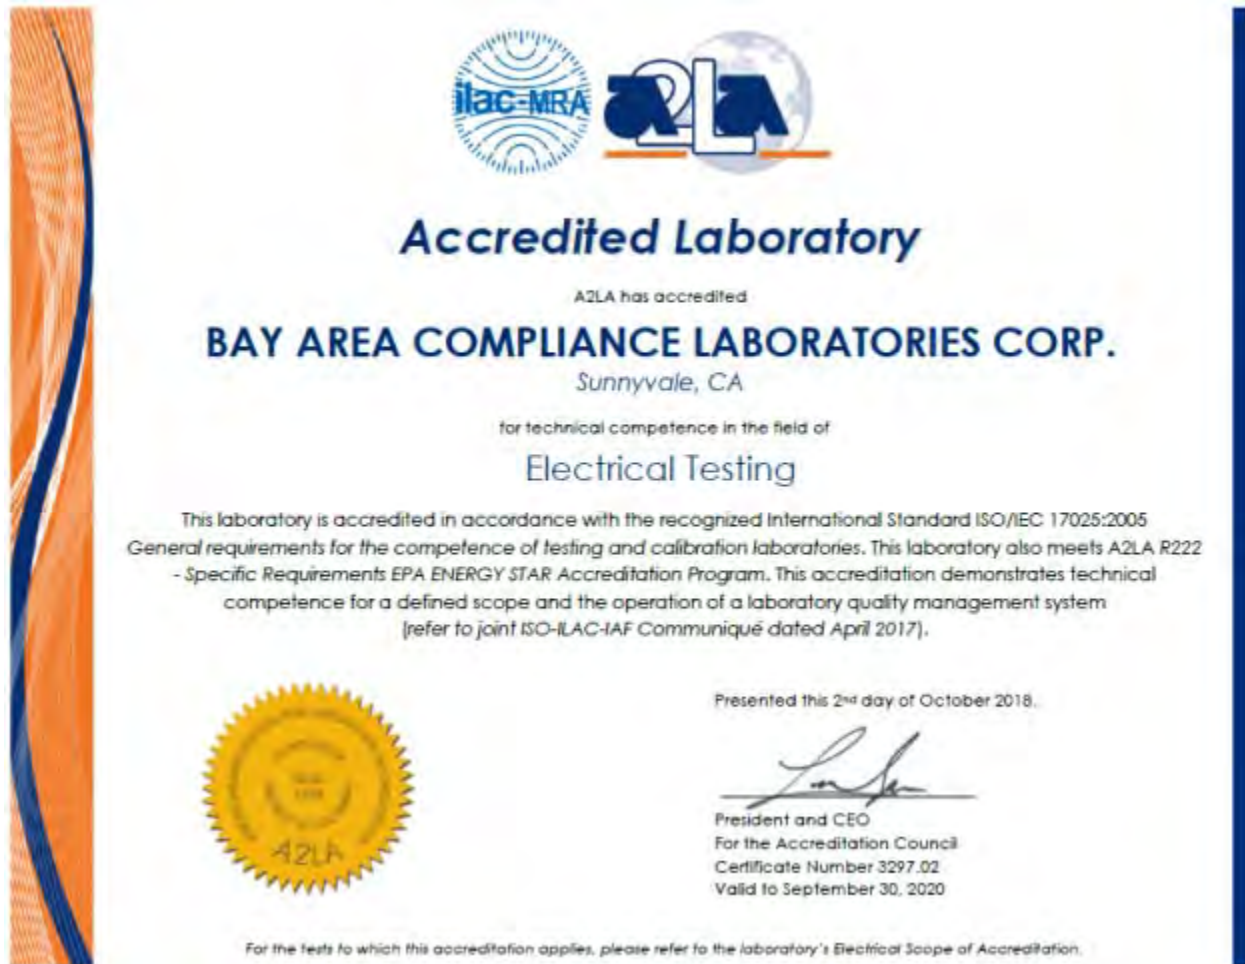 ilac-MRA
A2LA
Accredited Laboratory
A2LA has accredited
BAY AREA COMPLIANCE LABORATORIES CORP.
Sunnyvale, CA
for technical competence in the field of
Electrical Testing
This laboratory is accredited in accordance with the recognized International Standard ISO/IEC 17025:2005
General requirements for the competence of testing and calibration laboratories. This laboratory also meets A2LA R222
- Specific Requirements EPA ENERGY STAR Accreditation Program. This accreditation demonstrates technical
competence for a defined scope and the operation of a laboratory quality management system
(refer to joint ISO-ILAC-IAF Communiqué dated April 2017).
Presented this 2nd day of October 2018.
President and CEO
For the Accreditation Council
Certificate Number 3297.02
Valid to September 30, 2020
A2LA
For the tests to which this accreditation applies, please refer to the laboratory's Electrical Scope of Accreditation.